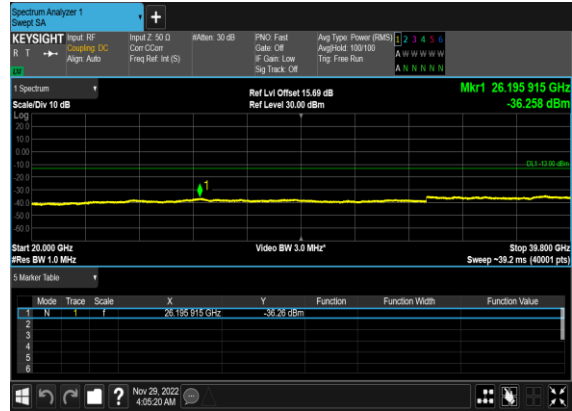 Spectrum Analyzer 1
Swept SA
+
KEYSIGHT Input: RF Input Z: 50 Ω #Atten: 30 dB PNO: Fast Avg Type: Power (RMS) 1 2 3 4 5 6
R T Coupling: DC Corr CCorr Gate: Off Avg|Hold: 100/100 A W W W W W
Align: Auto Freq Ref: Int (S) IF Gain: Low Trig: Free Run
Sig Track: Off A N N N N N
1 Spectrum Ref Lvl Offset 15.69 dB Mkr1 26.195 915 GHz
Scale/Div 10 dB Ref Level 30.00 dBm -36.258 dBm
Log
20.0
10.0
0.00
-10.0 DL1 -13.00 dBm
-20.0
-30.0 1
-40.0
-50.0
-60.0
Start 20.000 GHz Video BW 3.0 MHz* Stop 39.800 GHz
#Res BW 1.0 MHz Sweep ~39.2 ms (40001 pts)
5 Marker Table
Mode Trace Scale X Y Function Function Width Function Value
1 N 1 f 26.195 915 GHz -36.26 dBm
2
3
4
5
6
? Nov 29, 2022
4:05:20 AM